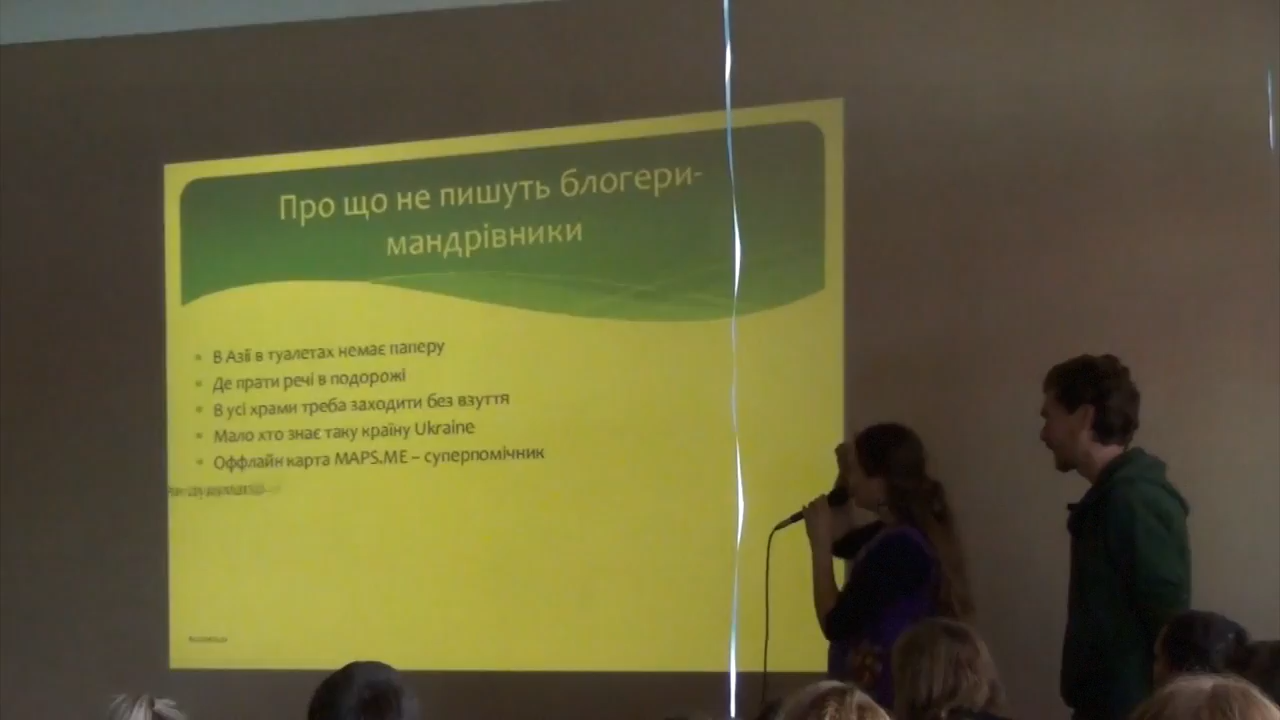 Про що не пишуть блогери-
мандрівники
В Азії в туалетах немає паперу
Де прати речі в подорожі
В усі храми треба заходити без взуття
Мало хто знає таку країну Ukraine
Оффлайн карта MAPS.ME – суперпомічник